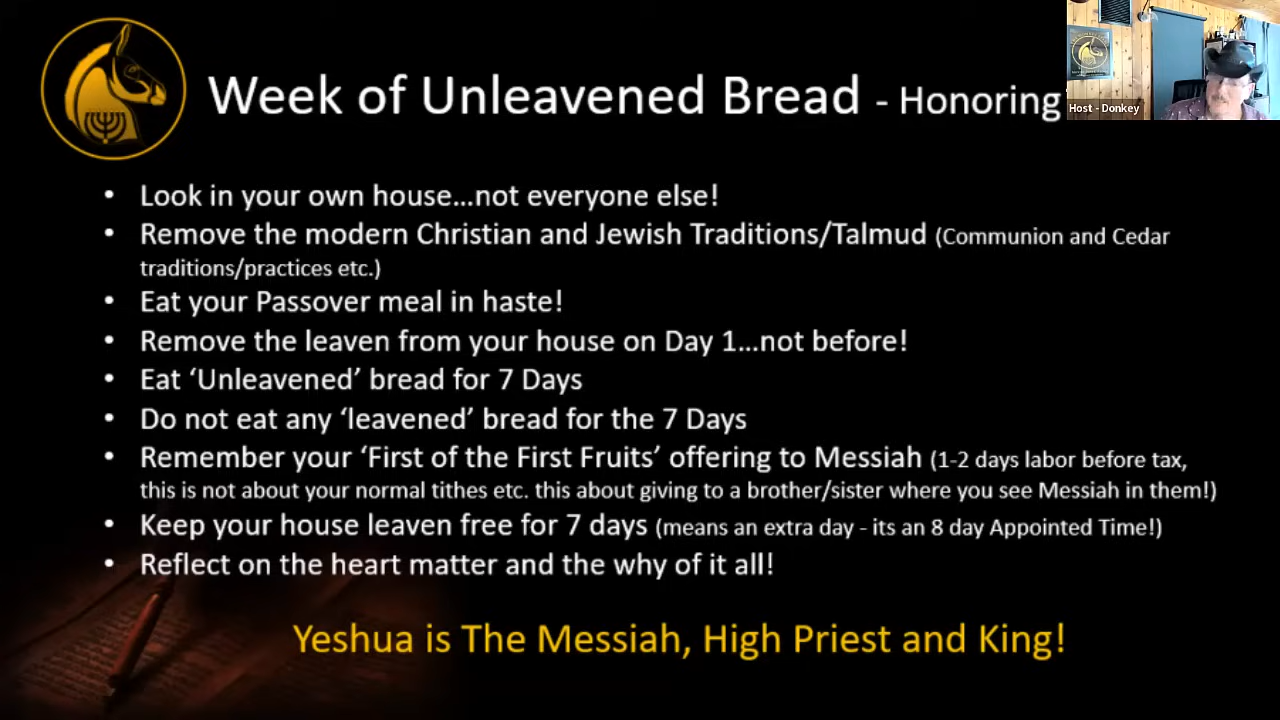 Week of Unleavened Bread - Honoring
Host - Donkey
• Look in your own house...not everyone else!
• Remove the modern Christian and Jewish Traditions/Talmud (Communion and Cedar
traditions/practices etc.)
• Eat your Passover meal in haste!
• Remove the leaven from your house on Day 1...not before!
• Eat ‘Unleavened’ bread for 7 Days
• Do not eat any ‘leavened’ bread for the 7 Days
• Remember your ‘First of the First Fruits’ offering to Messiah (1-2 days labor before tax,
this is not about your normal tithes etc. this about giving to a brother/sister where you see Messiah in them!)
• Keep your house leaven free for 7 days (means an extra day - its an 8 day Appointed Time!)
• Reflect on the heart matter and the why of it all!
Yeshua is The Messiah, High Priest and King!